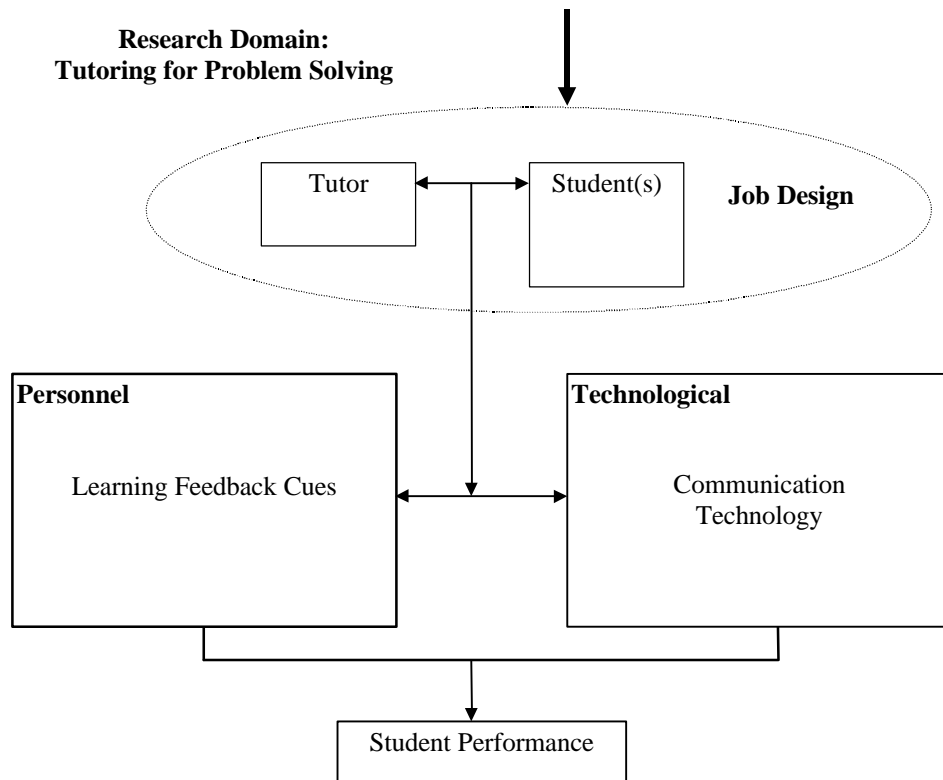 Research Domain:
Tutoring for Problem Solving
Tutor
Student(s)
Job Design
Personnel
Learning Feedback Cues
Technological
Communication
Technology
Student Performance